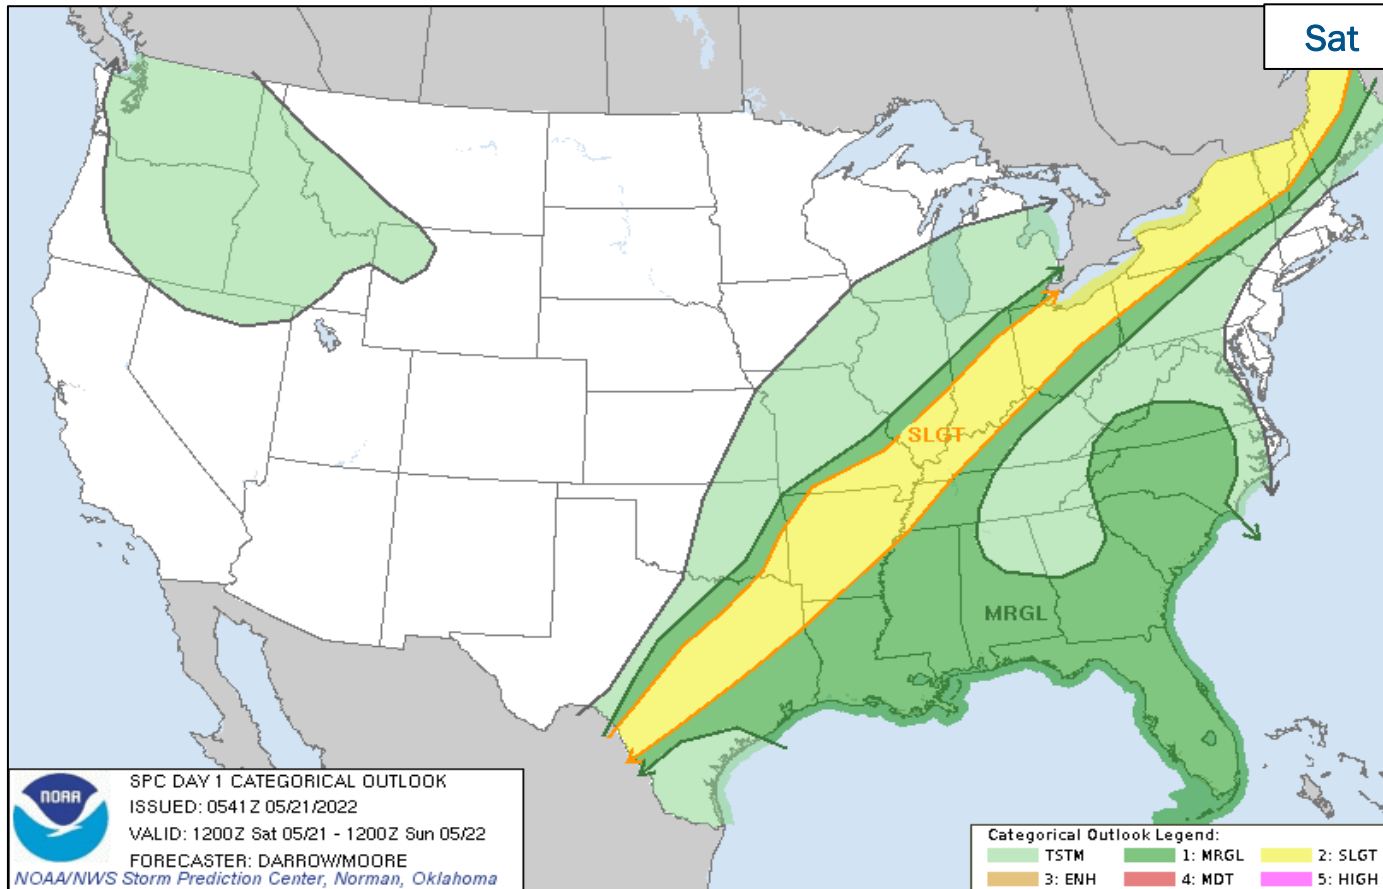 Sat
SLGT
MRGL
NOAA
SPC DAY 1 CATEGORICAL OUTLOOK
ISSUED: 0541Z 05/21/2022
VALID: 1200Z Sat 05/21 - 1200Z Sun 05/22
FORECASTER: DARROW/MOORE
NOAA/NWS Storm Prediction Center, Norman, Oklahoma
Categorical Outlook Legend:
TSTM 1: MRGL 2: SLGT
3: ENH 4: MDT 5: HIGH